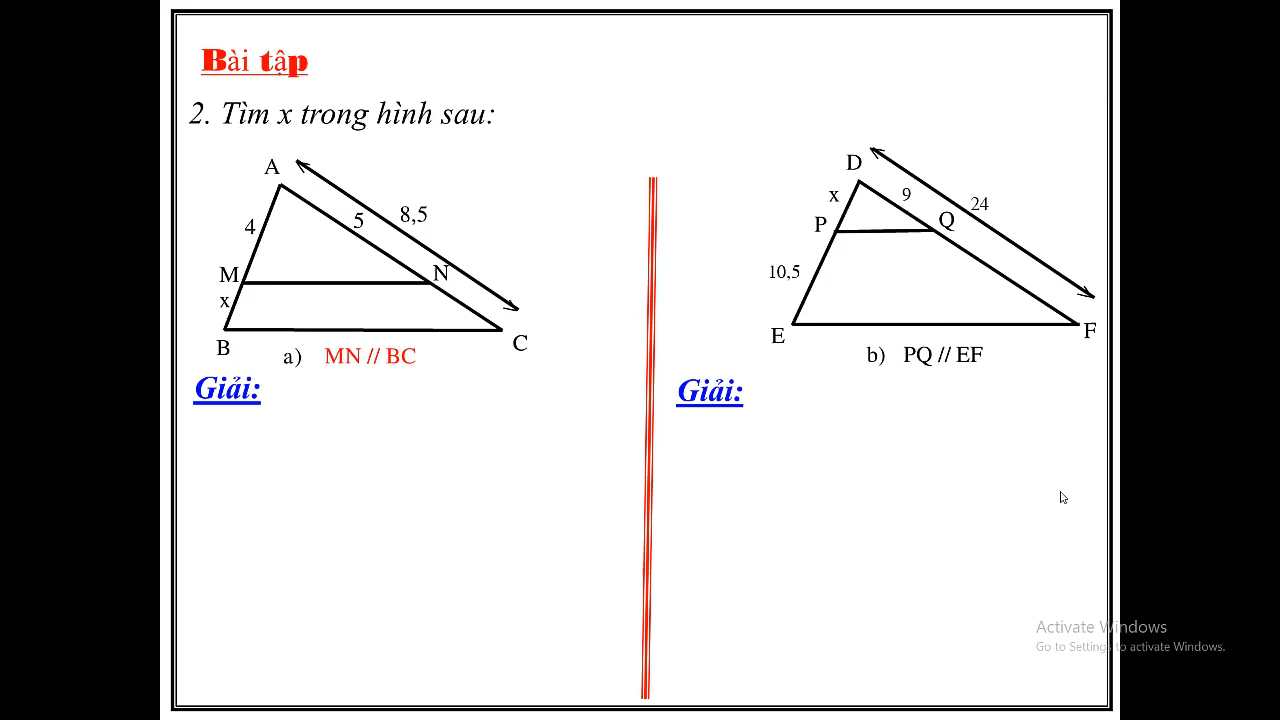 Bài tập
2. Tìm x trong hình sau:
A
4
5
8,5
M
N
x
B
C
a) MN // BC
Giải:
D
x
9
24
P
Q
10,5
E
F
b) PQ // EF
Giải:
Activate Windows
Go to Settings to activate Windows.